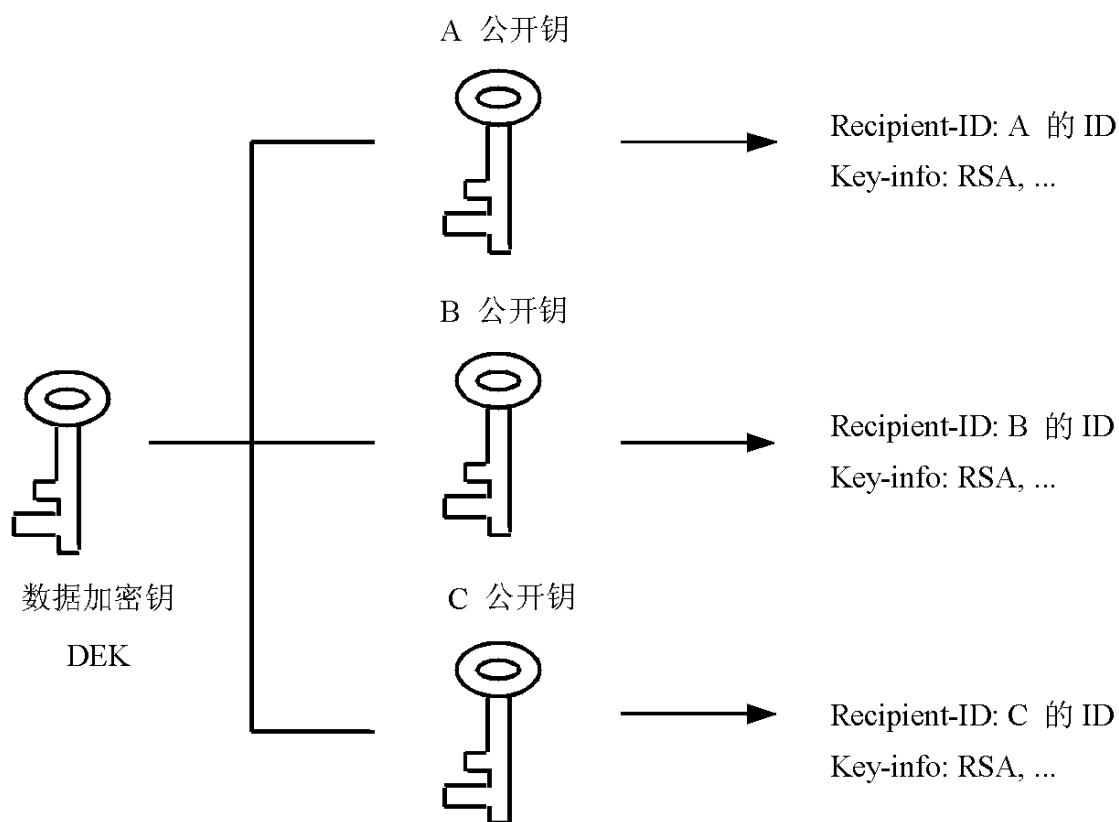 A 公开钥
Recipient-ID: A 的 ID
Key-info: RSA, ...
B 公开钥
Recipient-ID: B 的 ID
Key-info: RSA, ...
数据加密钥
DEK
C 公开钥
Recipient-ID: C 的 ID
Key-info: RSA, ...